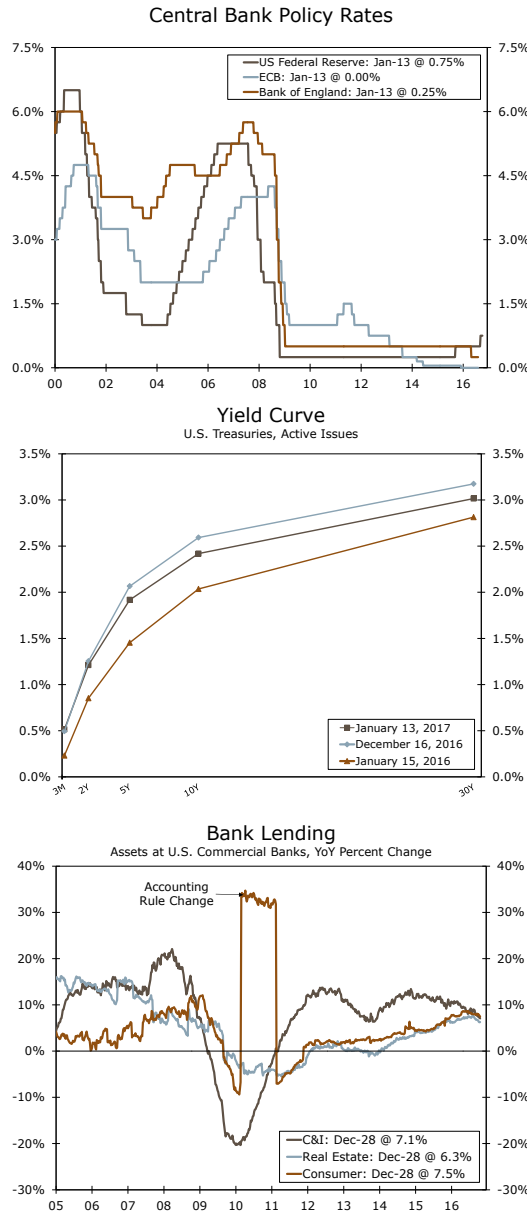 Central Bank Policy Rates
7.5% 7.5%
US Federal Reserve: Jan-13 @ 0.75%
ECB: Jan-13 @ 0.00%
Bank of England: Jan-13 @ 0.25%
6.0% 6.0%
4.5% 4.5%
3.0% 3.0%
1.5% 1.5%
0.0% 0.0%
00 02 04 06 08 10 12 14 16
Yield Curve
U.S. Treasuries, Active Issues
3.5% 3.5%
3.0% 3.0%
2.5% 2.5%
2.0% 2.0%
1.5% 1.5%
1.0% 1.0%
0.5% 0.5%
January 13, 2017
December 16, 2016
January 15, 2016
0.0% 0.0%
3M 2Y 5Y 10Y 30Y
Bank Lending
Assets at U.S. Commercial Banks, YoY Percent Change
40% 40%
Accounting
Rule Change
30% 30%
20% 20%
10% 10%
0% 0%
-10% -10%
-20% -20%
C&I: Dec-28 @ 7.1%
Real Estate: Dec-28 @ 6.3%
Consumer: Dec-28 @ 7.5%
-30% -30%
05 06 07 08 09 10 11 12 13 14 15 16